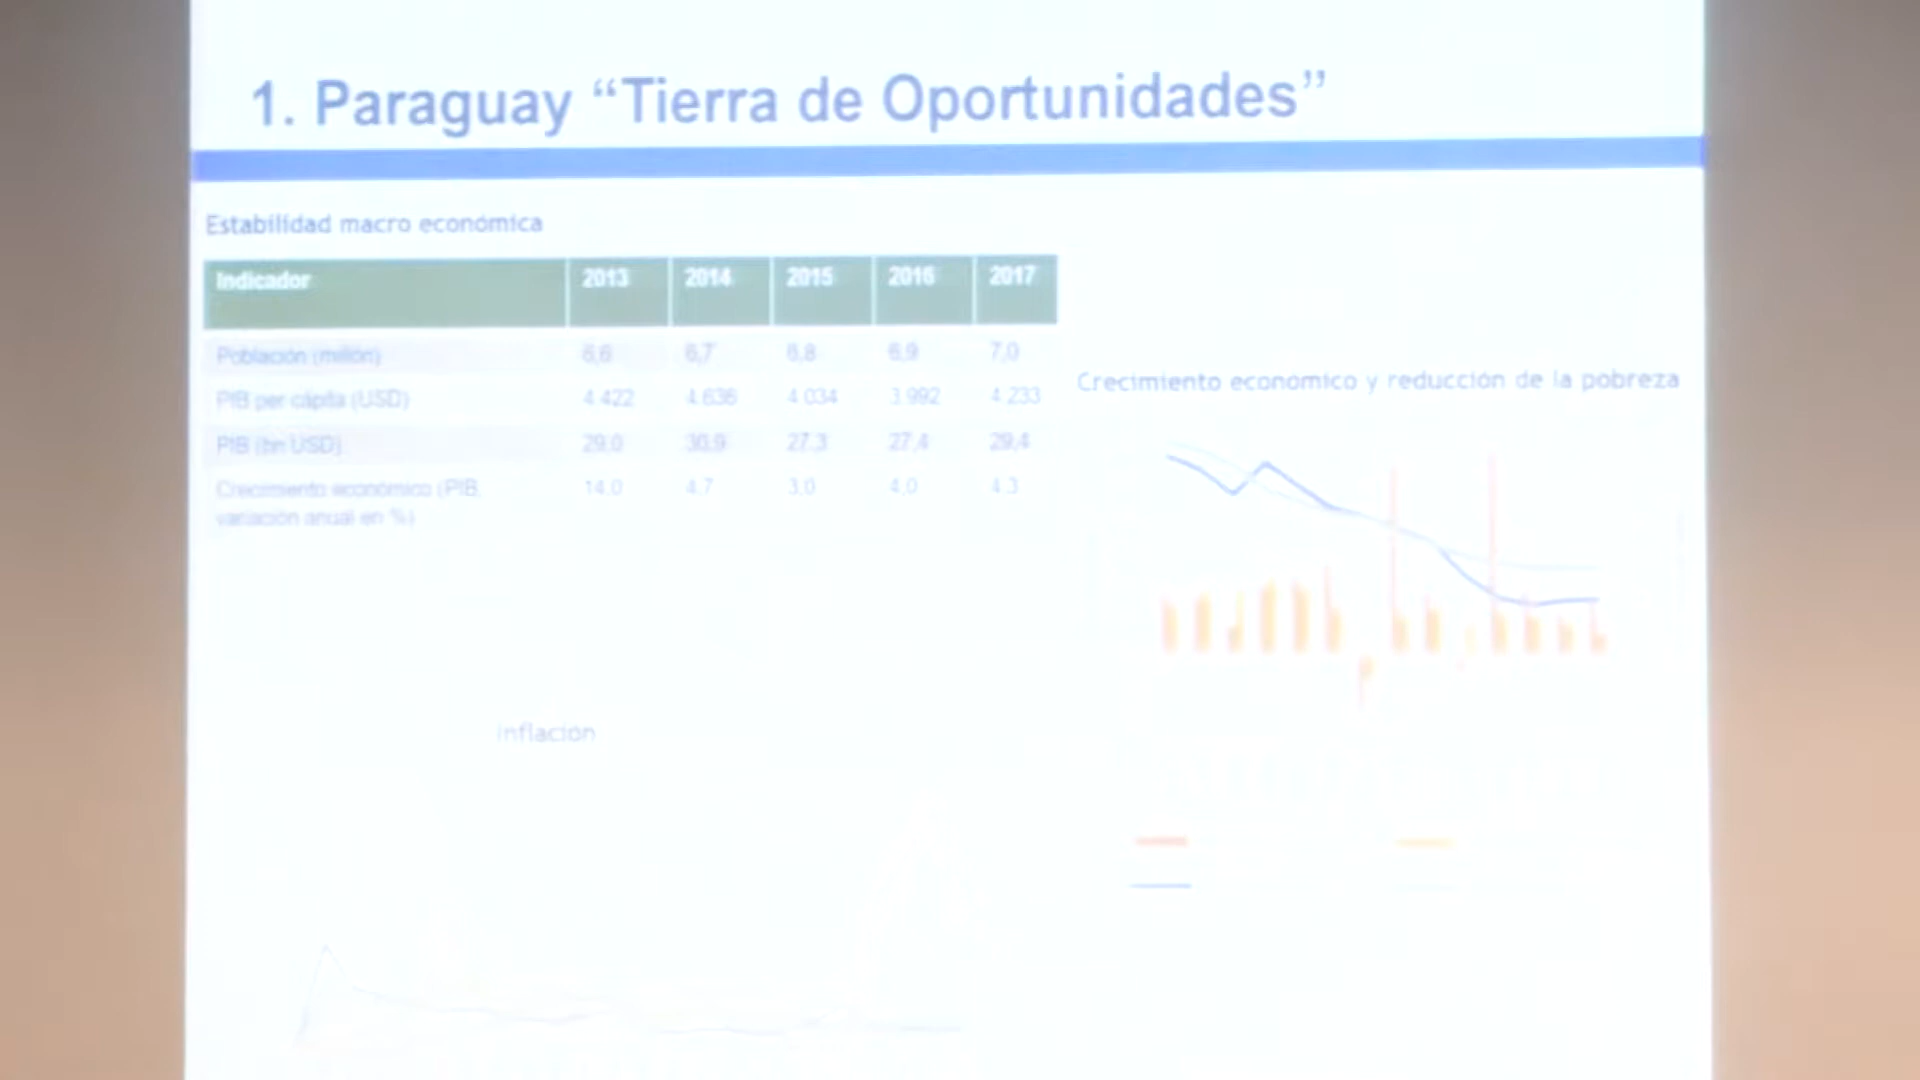 1. Paraguay “Tierra de Oportunidades”
Estabilidad macro económica
Indicador 2013 2014 2015 2016 2017
Población (millón) 6,6 6,7 6,8 6,9 7,0
PIB per cápita (USD) 4.422 4.636 4.034 3.992 4.233
PIB (bn USD) 29,0 30,9 27,3 27,4 29,4
Crecimiento económico (PIB, 14.0 4.7 3.0 4.0 4.3
variación anual en %)
Crecimiento economico y reducción de la pobreza
Inflación